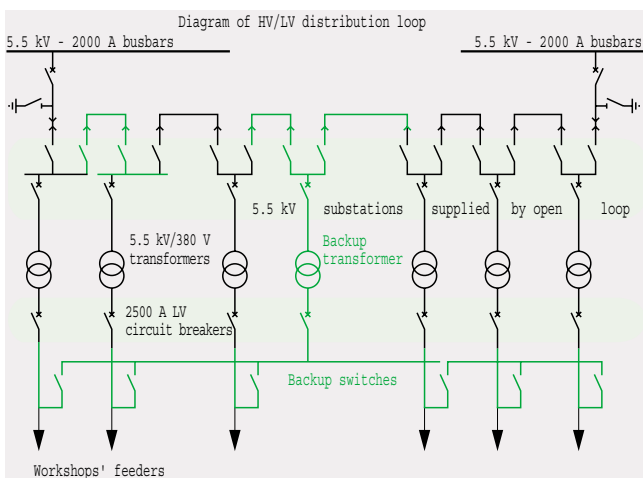 Diagram of HV/LV distribution loop
5.5 kV - 2000 A busbars
5.5 kV - 2000 A busbars
5.5 kV substations supplied by open loop
5.5 kV/380 V
transformers
Backup
transformer
2500 A LV
circuit breakers
Backup switches
Workshops' feeders